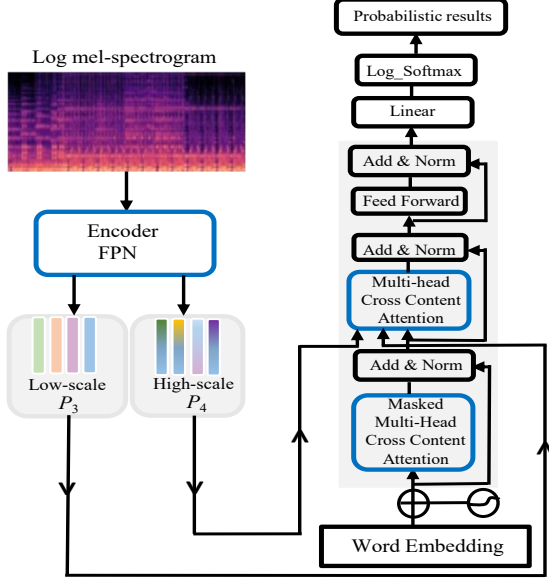 Log mel-spectrogram
Encoder
FPN
Low-scale
P3
High-scale
P4
Probabilistic results
Log_Softmax
Linear
Add & Norm
Feed Forward
Add & Norm
Multi-head
Cross Content
Attention
Add & Norm
Masked
Multi-Head
Cross Content
Attention
Word Embedding